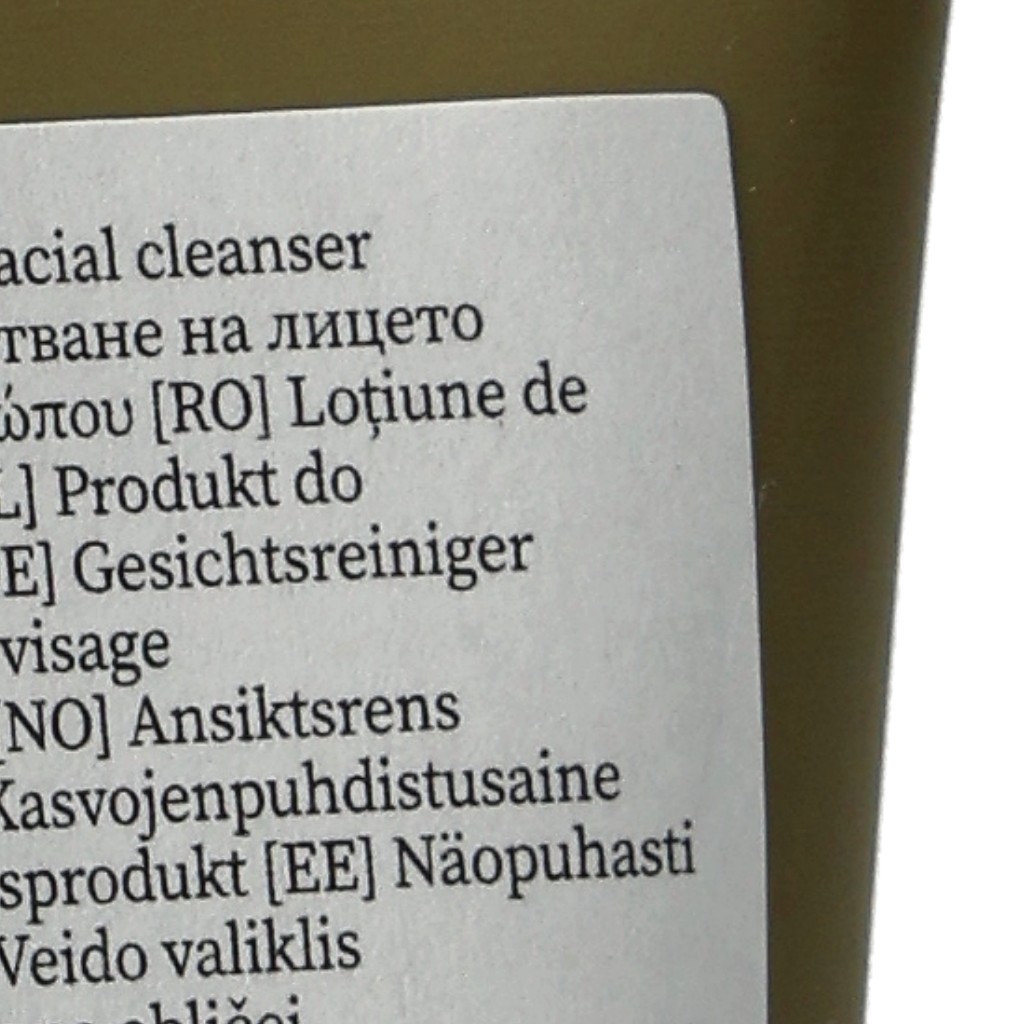 acial cleanser
тване на лицето
ώπου [RO] Loțiune de
L] Produkt do
E] Gesichtsreiniger
visage
[NO] Ansiktsrens
Kasvojenpuhdistusaine
sprodukt [EE] Näopuhasti
Veido valiklis
obličej